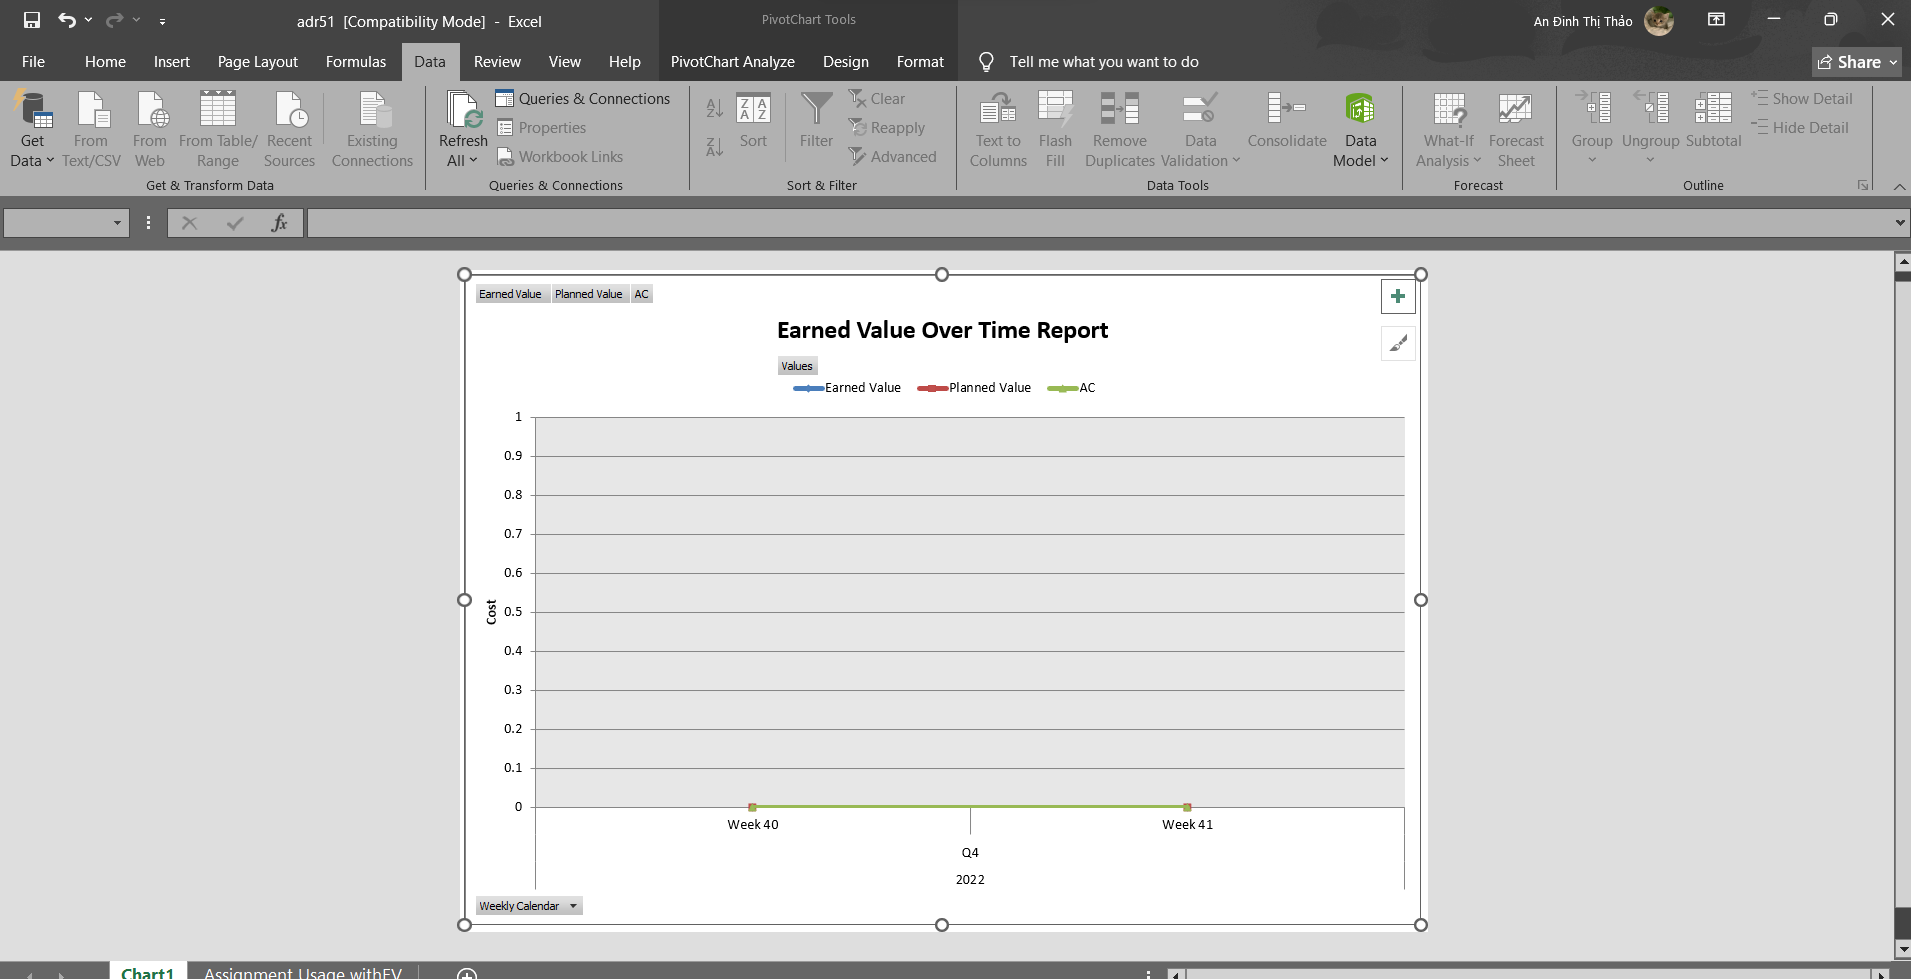 adr51 [Compatibility Mode] - Excel
PivotChart Tools
An Đinh Thị Thảo
File Home Insert Page Layout Formulas Data Review View Help PivotChart Analyze Design Format Tell me what you want to do Share
Get Data
From Text/CSV
From Web
From Table/ Range
Recent Sources
Existing Connections
Get & Transform Data
Refresh All
Queries & Connections
Properties
Workbook Links
Queries & Connections
Sort
Filter
Clear
Reapply
Advanced
Sort & Filter
Text to Columns
Flash Fill
Remove Duplicates
Data Validation
Consolidate
Data Model
Data Tools
What-If Analysis
Forecast Sheet
Forecast
Group
Ungroup
Subtotal
Show Detail
Hide Detail
Outline
fx
Earned Value Planned Value AC
Earned Value Over Time Report
Values
Earned Value Planned Value AC
1
0.9
0.8
0.7
0.6
0.5
0.4
0.3
0.2
0.1
0
Cost
Week 40 Week 41
Q4
2022
Weekly Calendar
Chart1 Assignment Usage withEV